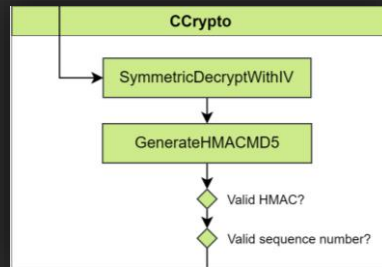 CCrypto
SymmetricDecryptWithIV
GenerateHMACMD5
Valid HMAC?
Valid sequence number?